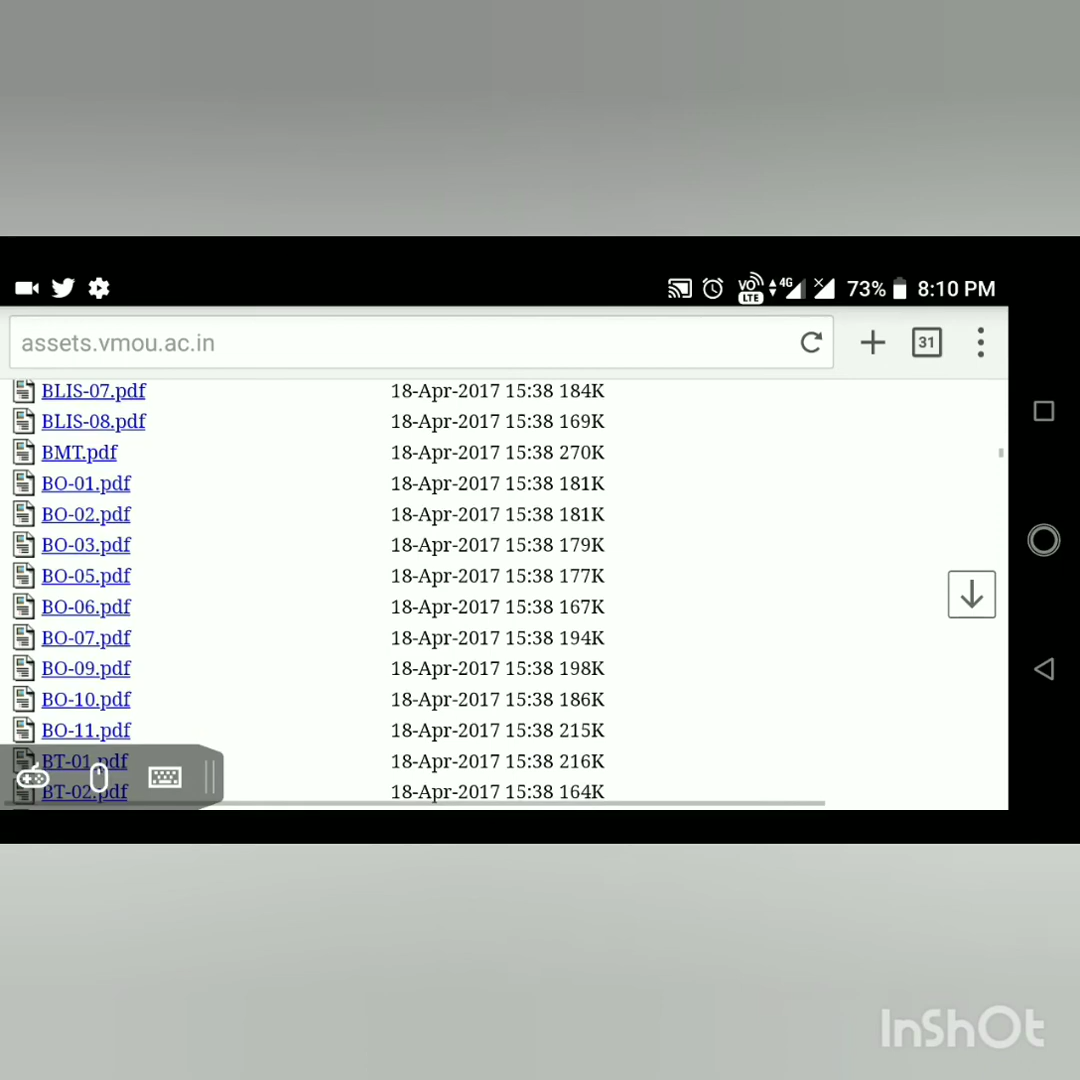 VO LTE 4G 73% 8:10 PM
assets.vmou.ac.in 31
BLIS-07.pdf 18-Apr-2017 15:38 184K
BLIS-08.pdf 18-Apr-2017 15:38 169K
BMT.pdf 18-Apr-2017 15:38 270K
BO-01.pdf 18-Apr-2017 15:38 181K
BO-02.pdf 18-Apr-2017 15:38 181K
BO-03.pdf 18-Apr-2017 15:38 179K
BO-05.pdf 18-Apr-2017 15:38 177K
BO-06.pdf 18-Apr-2017 15:38 167K
BO-07.pdf 18-Apr-2017 15:38 194K
BO-09.pdf 18-Apr-2017 15:38 198K
BO-10.pdf 18-Apr-2017 15:38 186K
BO-11.pdf 18-Apr-2017 15:38 215K
BT-01.pdf 18-Apr-2017 15:38 216K
BT-02.pdf 18-Apr-2017 15:38 164K
InShOt